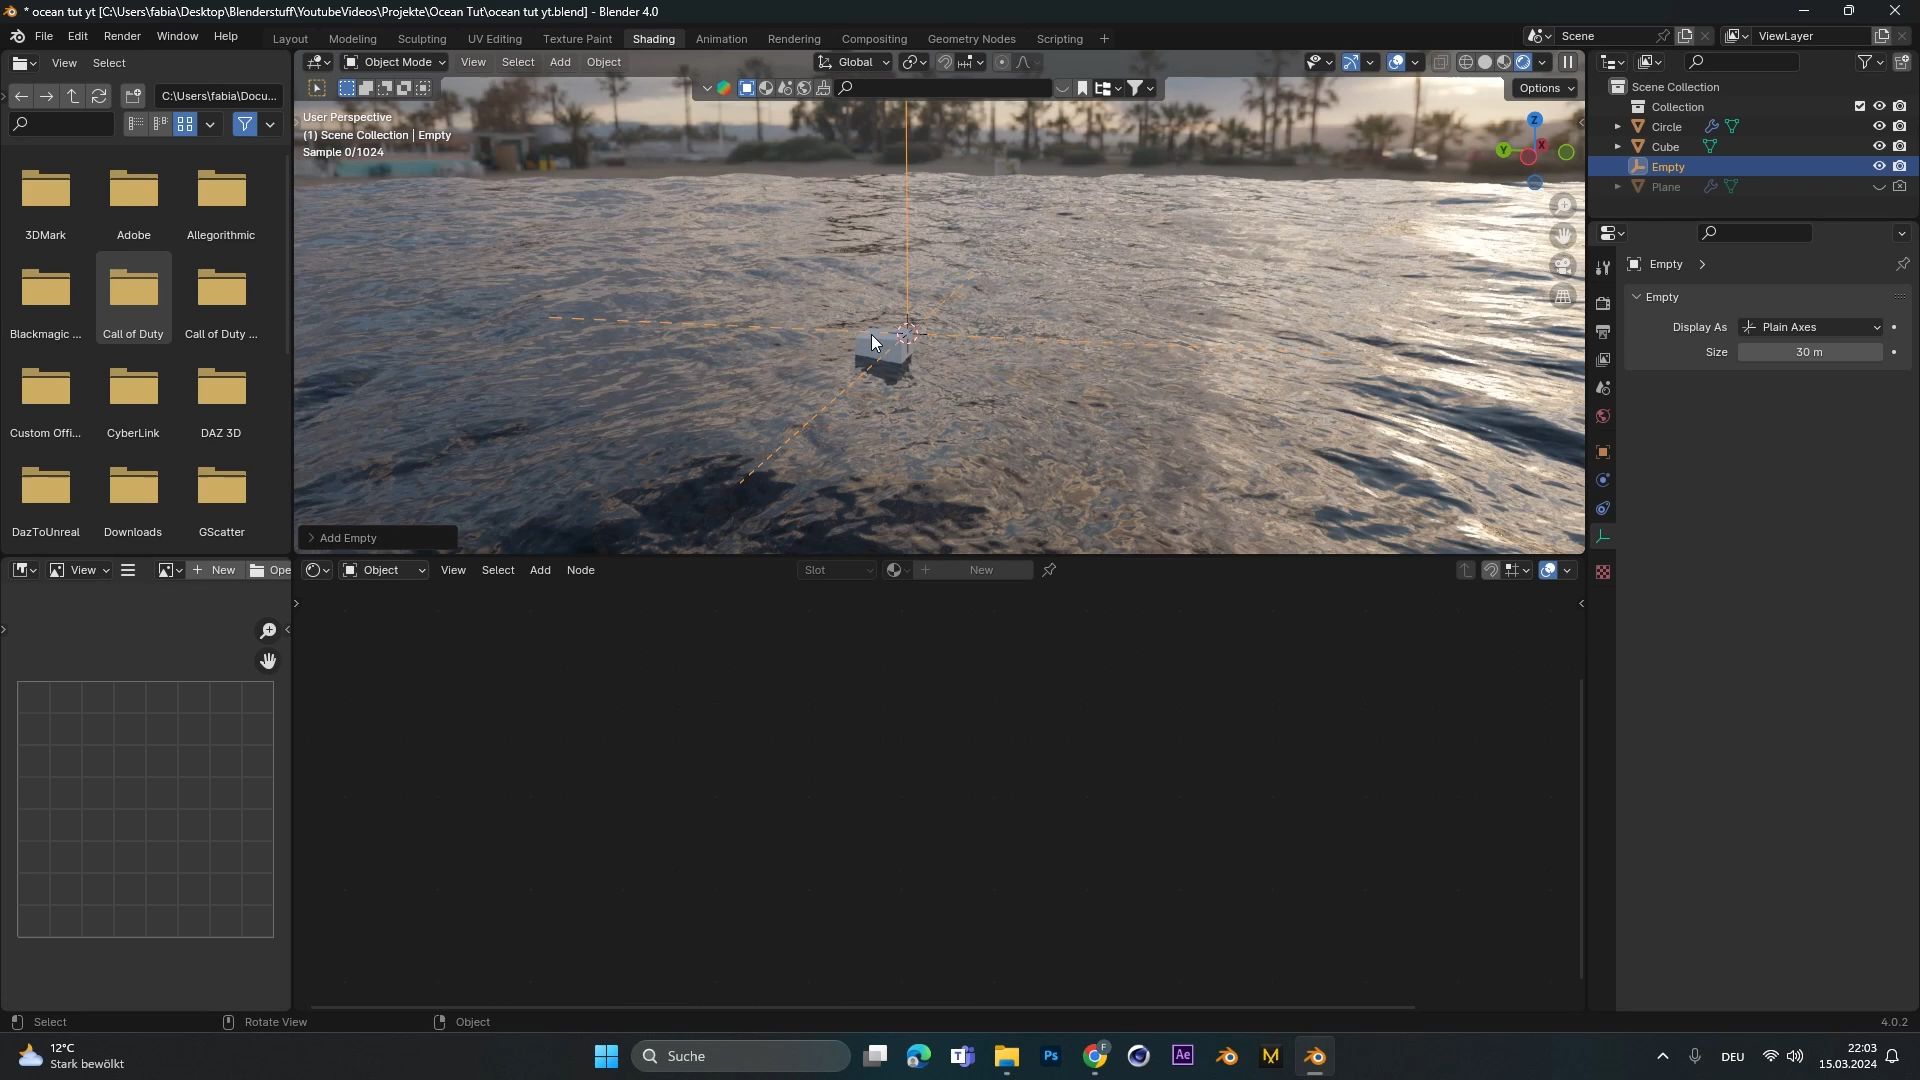 * ocean tut yt [C:\Users\fabia\Desktop\Blenderstuff\YoutubeVideos\Projekte\Ocean Tut\ocean tut yt.blend] - Blender 4.0
File Edit Render Window Help
Layout Modeling Sculpting UV Editing Texture Paint Shading Animation Rendering Compositing Geometry Nodes Scripting +
Scene
ViewLayer
View Select
C:\Users\fabia\Docu...
3DMark Adobe Allegorithmic
Blackmagic ... Call of Duty Call of Duty ...
Custom Offi... CyberLink DAZ 3D
DazToUnreal Downloads GScatter
Object Mode View Select Add Object
Global
Options
User Perspective
(1) Scene Collection | Empty
Sample 0/1024
Z
Y
X
Add Empty
Scene Collection
Collection
Circle
Cube
Empty
Plane
Empty
Empty
Display As Plain Axes
Size 30 m
View
+ New
Ope
Object View Select Add Node
Slot
+ New
Select
Rotate View
Object
4.0.2
12°C
Stark bewölkt
Suche
DEU
22:03
15.03.2024